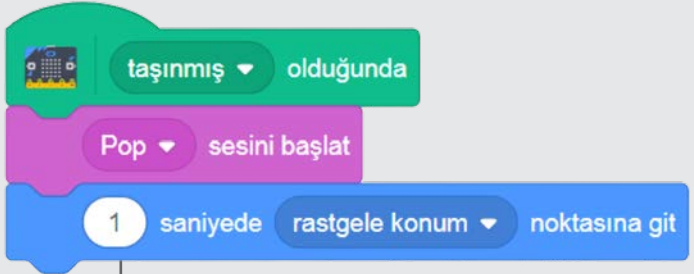 taşınmış olduğunda
Pop sesini başlat
1 saniyede rastgele konum noktasına git